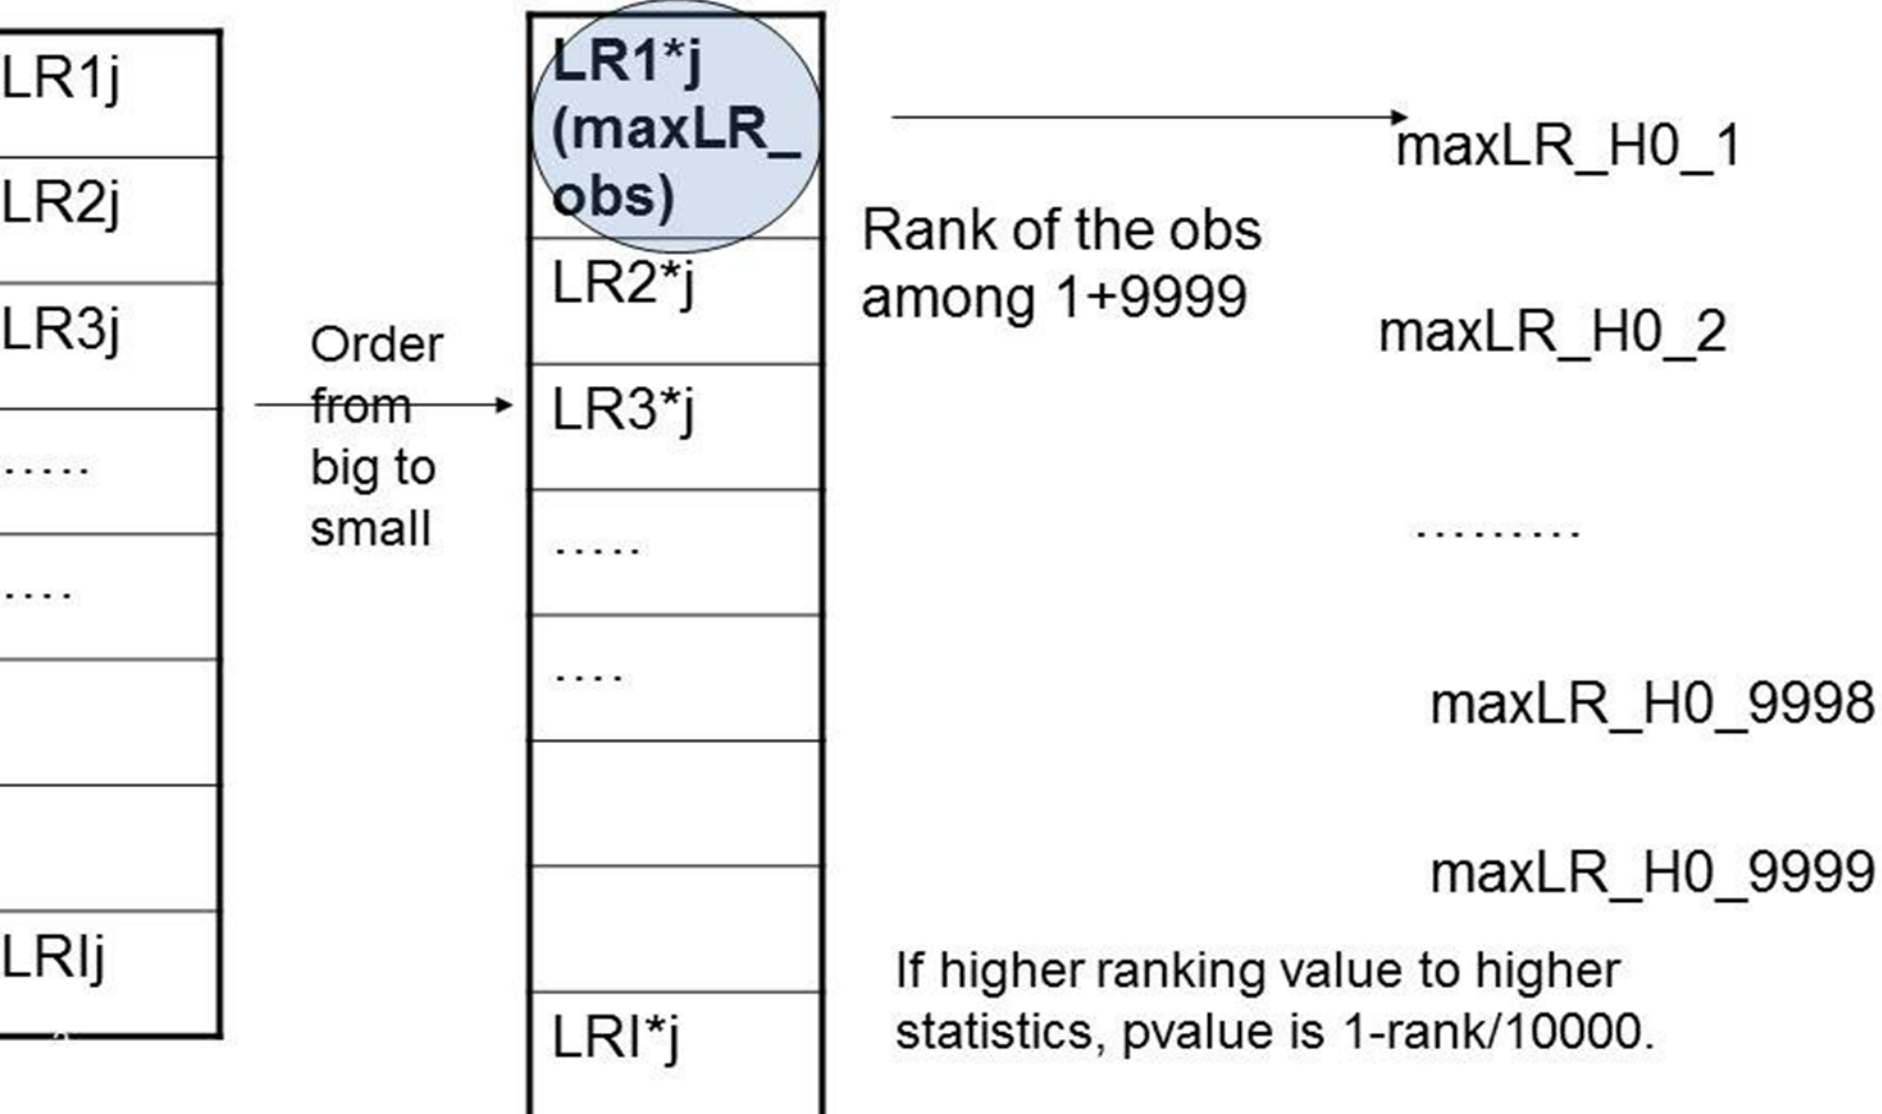 LR1j
LR2j
LR3j
.....
....
LRIj
Order
from
big to
small
LR1*j
(maxLR_
obs)
LR2*j
LR3*j
.....
....
LRI*j
Rank of the obs
among 1+9999
maxLR_H0_1
maxLR_H0_2
.........
maxLR_H0_9998
maxLR_H0_9999
If higher ranking value to higher
statistics, pvalue is 1-rank/10000.